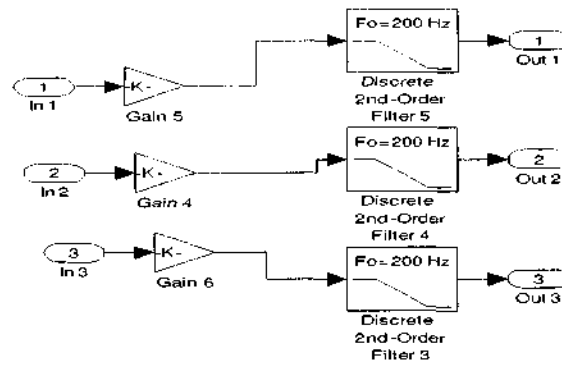 1
In 1
-K-
Gain 5
Fo=200 Hz
Discrete
2nd-Order
Filter 5
1
Out 1
2
In 2
-K-
Gain 4
Fo=200 Hz
Discrete
2nd-Order
Filter 4
2
Out 2
3
In 3
-K-
Gain 6
Fo=200 Hz
Discrete
2nd-Order
Filter 3
3
Out 3